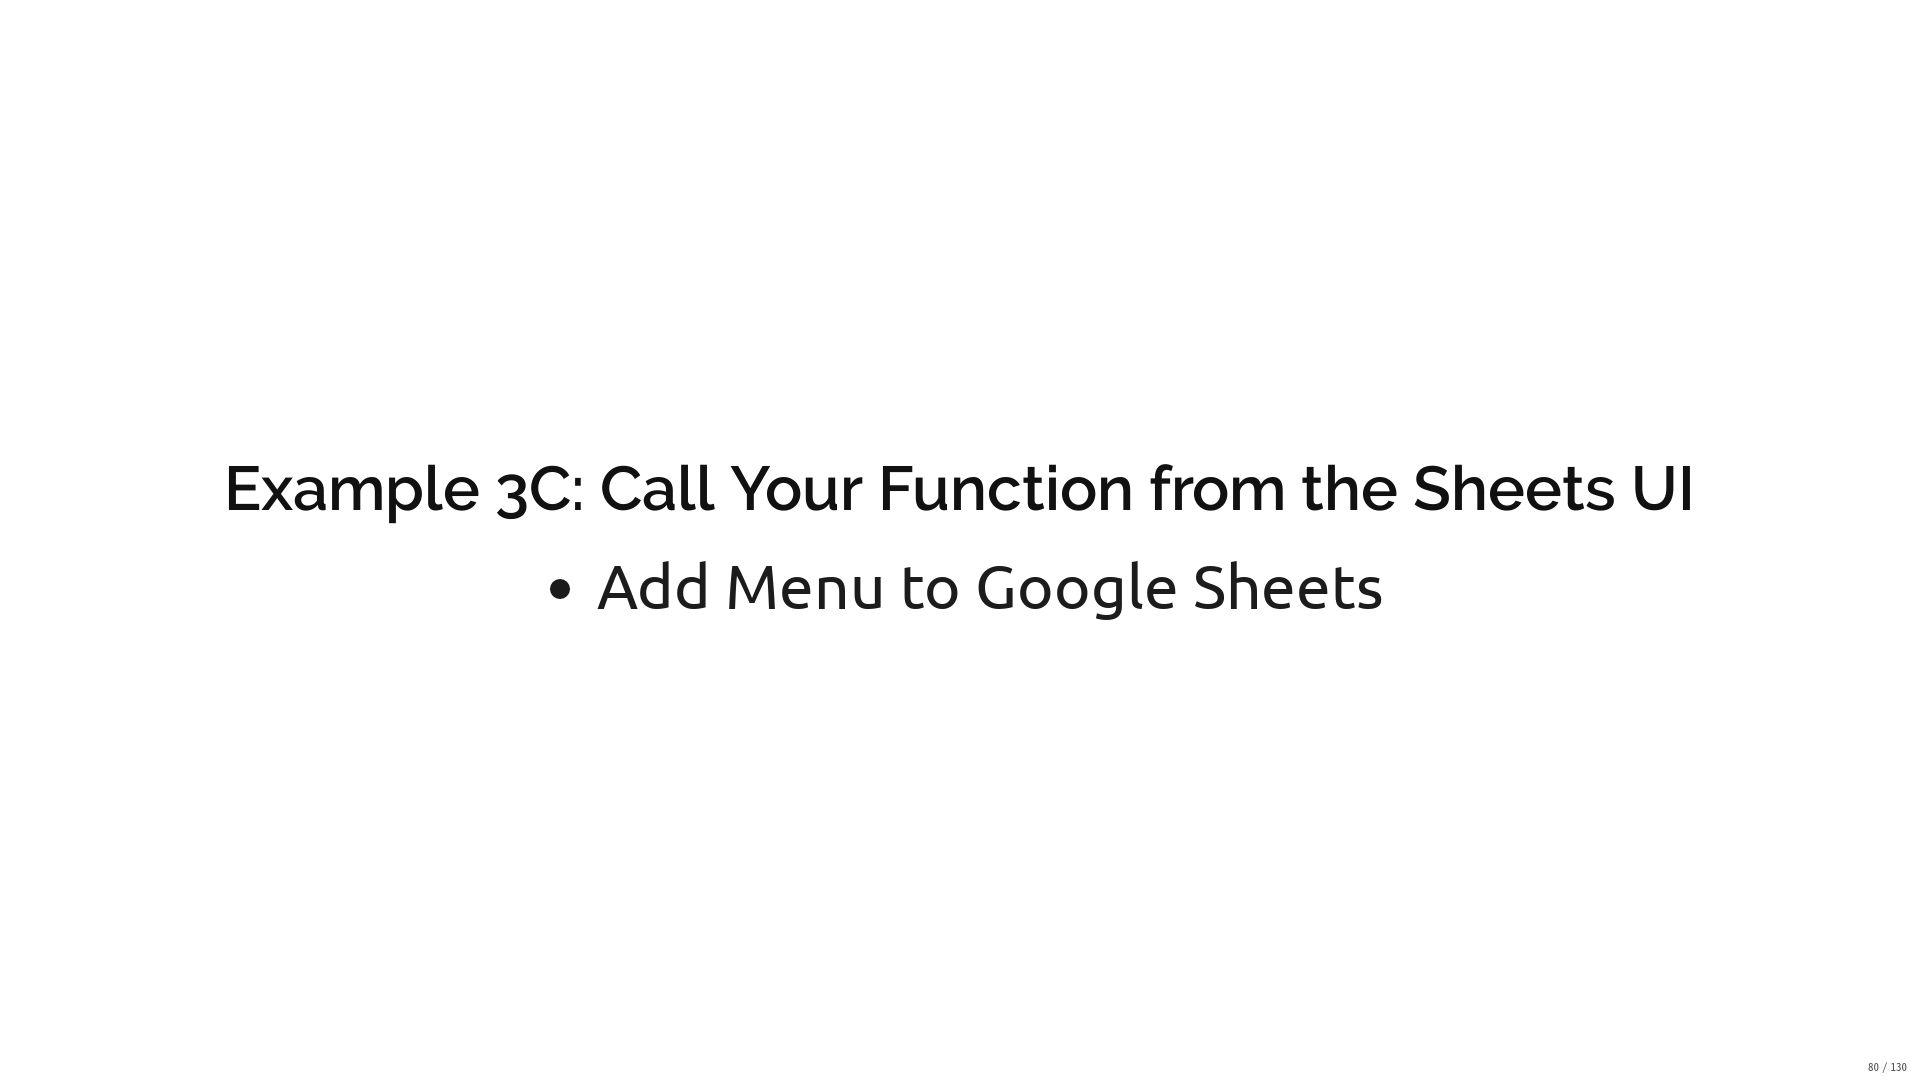 Example 3C: Call Your Function from the Sheets UI
• Add Menu to Google Sheets
80 / 130